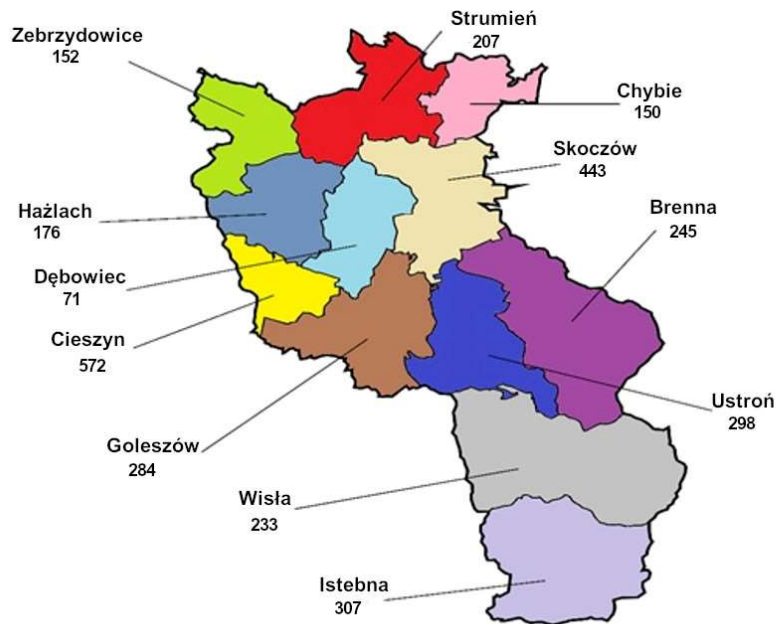 Strumień
207
Zebrzydowice
152
Chybie
150
Skoczów
443
Brenna
245
Hażlach
176
Dębowiec
71
Cieszyn
572
Ustroń
298
Goleszów
284
Wisła
233
Istebna
307